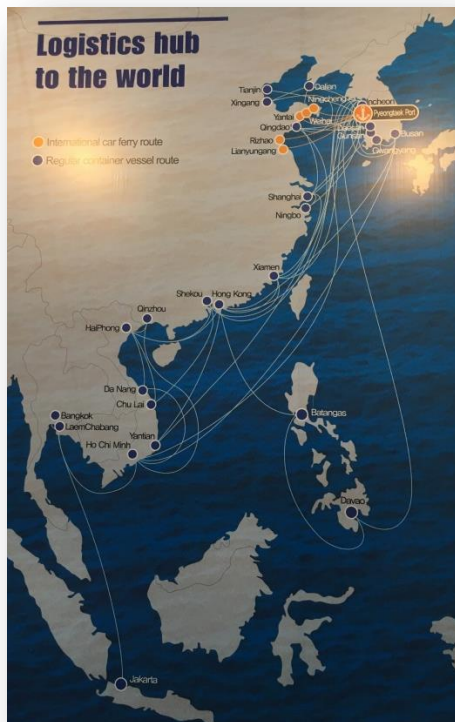 Logistics hub
to the world
International car ferry route
Regular container vessel route
Tianjin
Dalian
Xingang
Incheon
Yantai
Weihai
Pyeongtaek Port
Qingdao
Rizhao
Lianyungang
Gunsan
Busan
Gwangyang
Shanghai
Ningbo
Xiamen
Shekou
Hong Kong
Qinzhou
HaiPhong
Da Nang
Chu Lai
Bangkok
LaemChabang
Yantian
Ho Chi Minh
Batangas
Davao
Jakarta